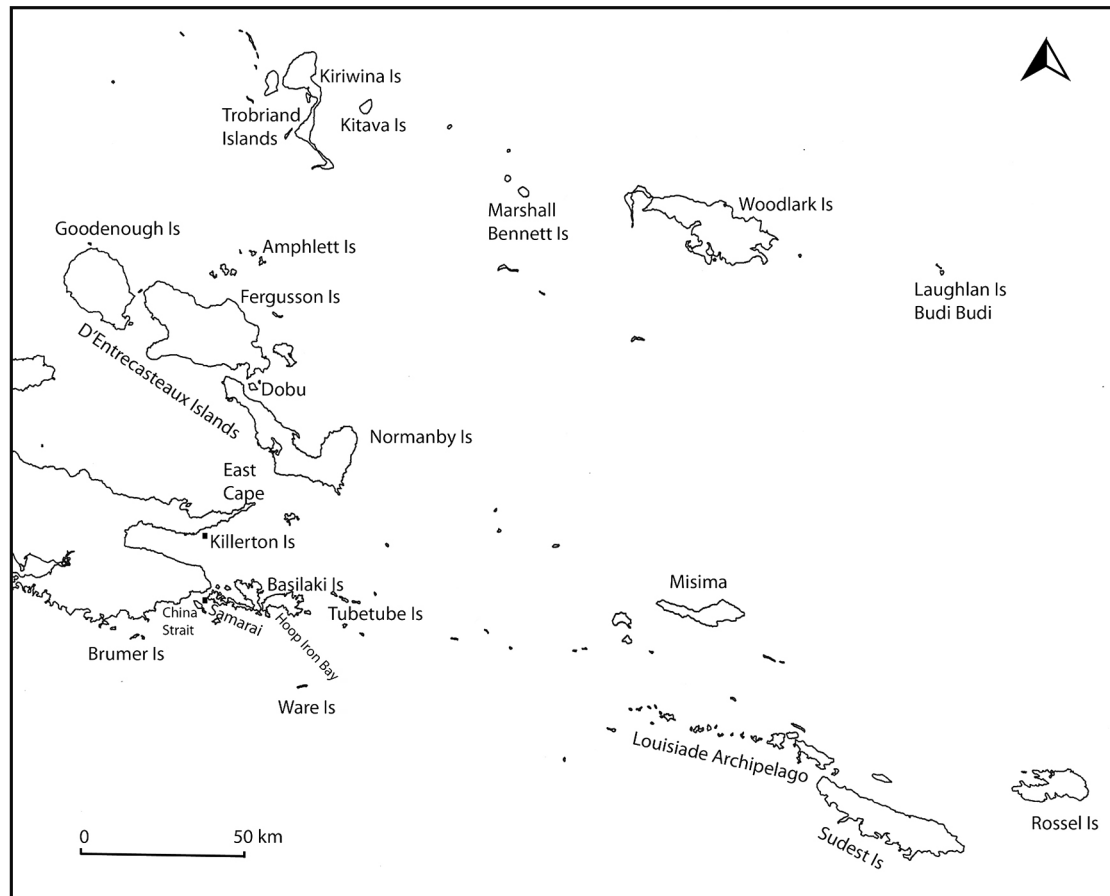 Kiriwina Is
Trobriand
Islands
Kitava Is
Marshall
Bennett Is
Woodlark Is
Goodenough Is
Amphlett Is
Fergusson Is
Laughlan Is
Budi Budi
D'Entrecasteaux Islands
Dobu
Normanby Is
East
Cape
Killerton Is
Basilaki Is
Misima
China
Strait
Samarai
Tubetube Is
Hoop Iron Bay
Brumer Is
Ware Is
Louisiade Archipelago
Rossel Is
Sudest Is
0 50 km